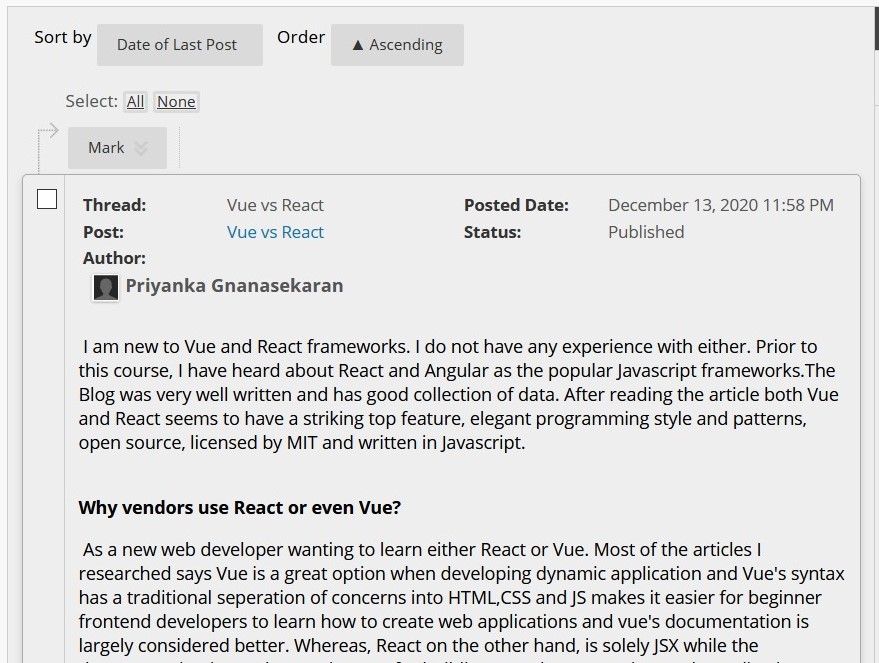 Sort by Date of Last Post Order ▲ Ascending
Select: All None
Mark
Thread: Vue vs React Posted Date: December 13, 2020 11:58 PM
Post: Vue vs React Status: Published
Author:
Priyanka Gnanasekaran
I am new to Vue and React frameworks. I do not have any experience with either. Prior to
this course, I have heard about React and Angular as the popular Javascript frameworks.The
Blog was very well written and has good collection of data. After reading the article both Vue
and React seems to have a striking top feature, elegant programming style and patterns,
open source, licensed by MIT and written in Javascript.
Why vendors use React or even Vue?
As a new web developer wanting to learn either React or Vue. Most of the articles I
researched says Vue is a great option when developing dynamic application and Vue's syntax
has a traditional seperation of concerns into HTML,CSS and JS makes it easier for beginner
frontend developers to learn how to create web applications and vue's documentation is
largely considered better. Whereas, React on the other hand, is solely JSX while the